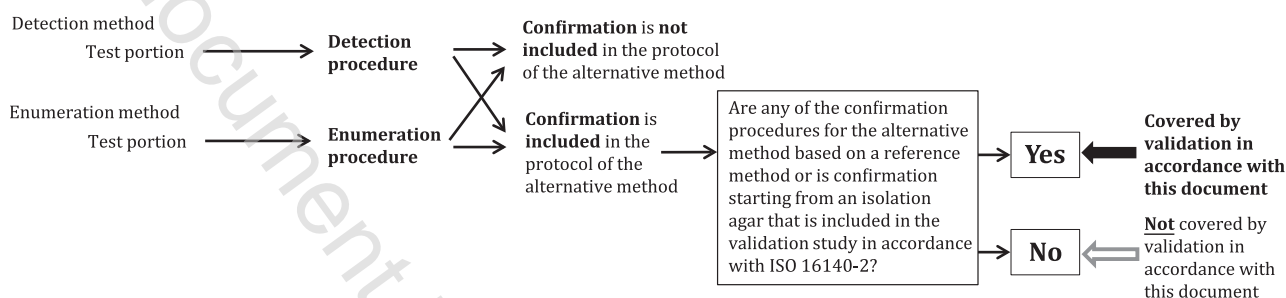 Detection method
Test portion
Detection
procedure
Confirmation is not
included in the protocol
of the alternative method
Enumeration method
Test portion
Enumeration
procedure
Confirmation is
included in the
protocol of the
alternative method
Are any of the confirmation
procedures for the alternative
method based on a reference
method or is confirmation
starting from an isolation
agar that is included in the
validation study in accordance
with ISO 16140-2?
Yes
No
Covered by
validation in
accordance with
this document
Not covered by
validation in
accordance with
this document
ocument